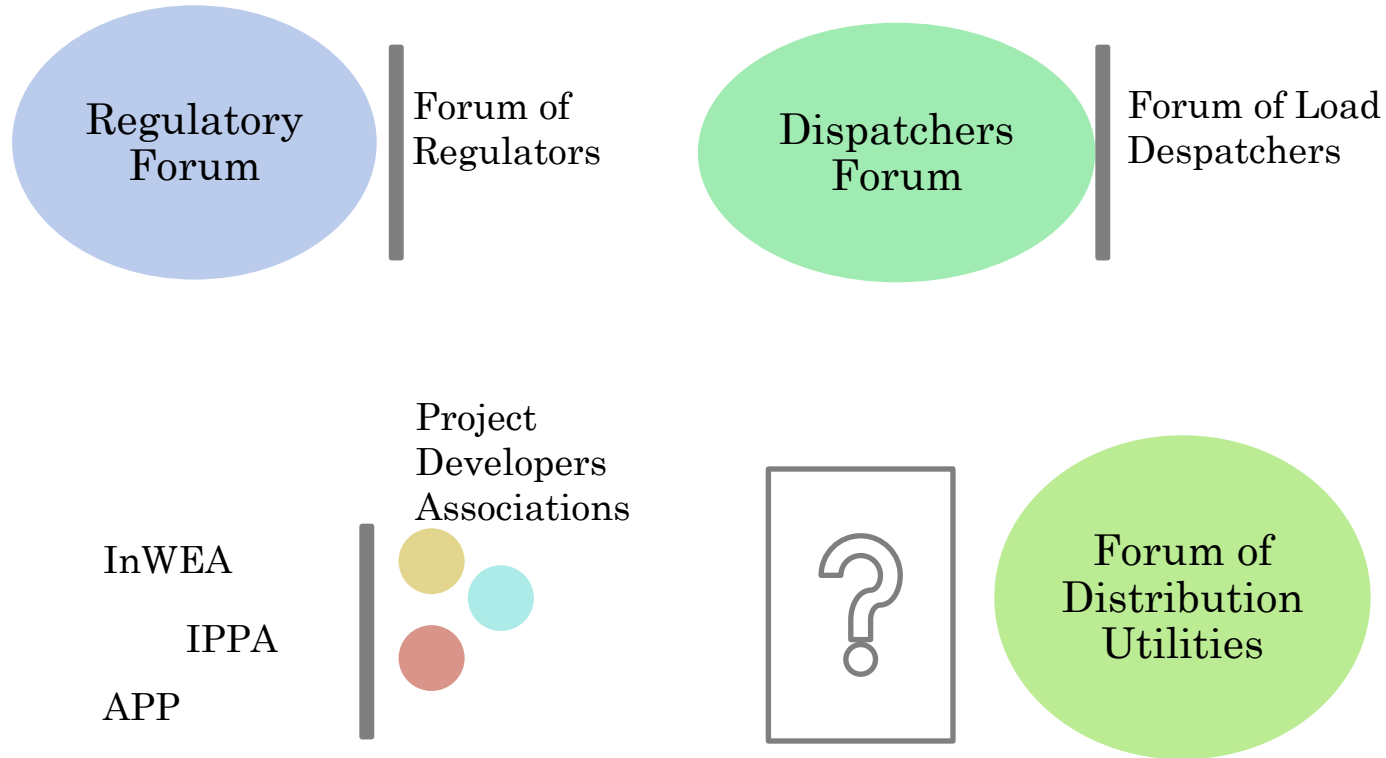 Regulatory
Forum
Forum of
Regulators
Dispatchers
Forum
Forum of Load
Despatchers
Project
Developers
Associations
InWEA
IPPA
APP
?
Forum of
Distribution
Utilities